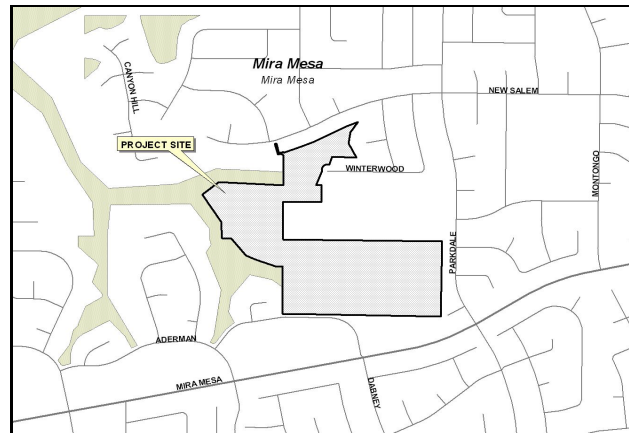 Mira Mesa
Mira Mesa
CANYON HILL
NEW SALEM
PROJECT SITE
WINTERWOOD
MONTONGO
PARKDALE
ADERMAN
MIRA MESA
DABNEY